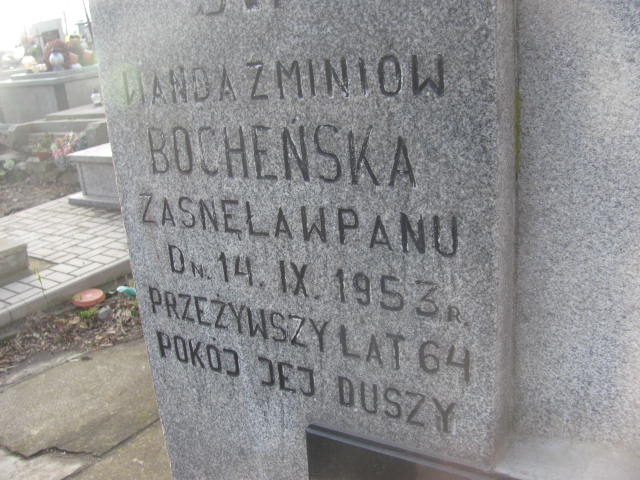 WANDA Z MINIÓW
BOCHEŃSKA
ZASNĘŁA W PANU
DN. 14. IX. 1953 R.
PRZEŻYWSZY LAT 64
POKÓJ JEJ DUSZY